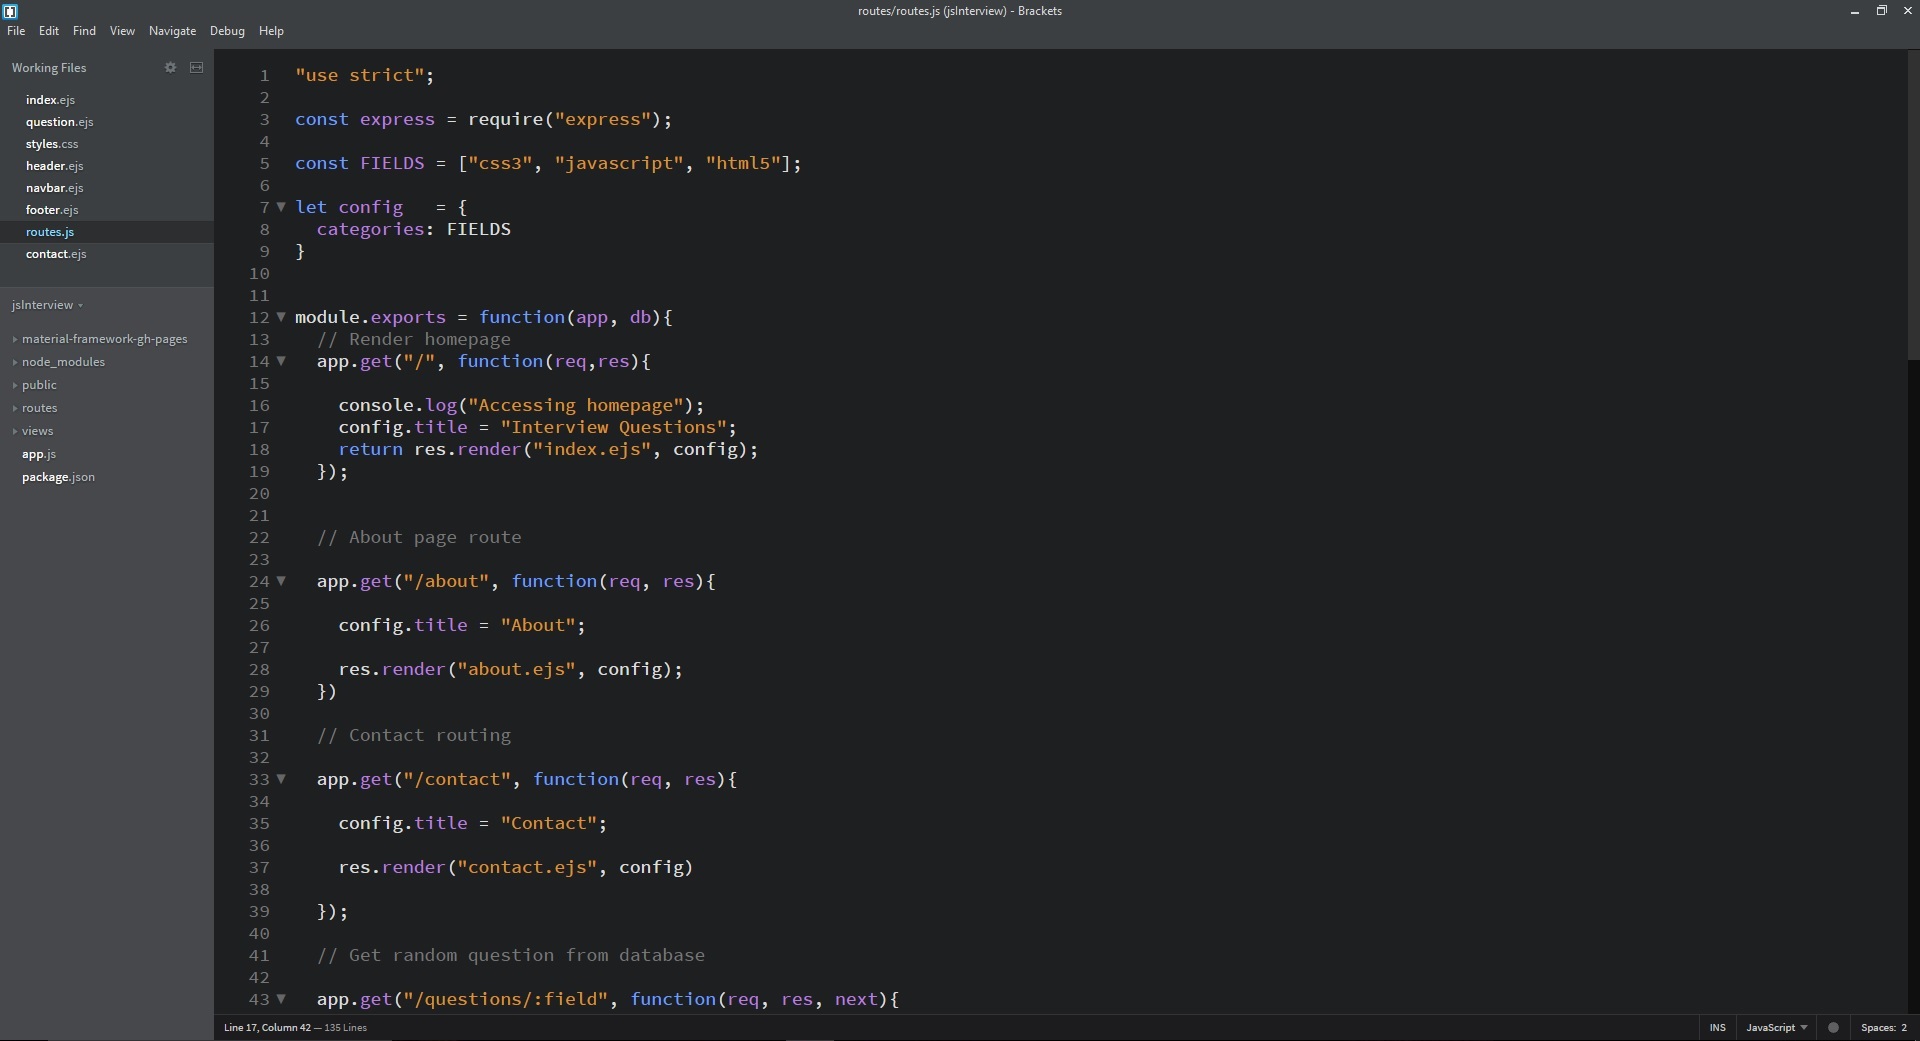 routes/routes.js (jsInterview) - Brackets
File Edit Find View Navigate Debug Help
Working Files
index.ejs
question.ejs
styles.css
header.ejs
navbar.ejs
footer.ejs
routes.js
contact.ejs
jsInterview
material-framework-gh-pages
node_modules
public
routes
views
app.js
package.json
1 "use strict";
2
3 const express = require("express");
4
5 const FIELDS = ["css3", "javascript", "html5"];
6
7 let config   = {
8   categories: FIELDS
9 }
10
11
12 module.exports = function(app, db){
13   // Render homepage
14   app.get("/", function(req,res){
15
16     console.log("Accessing homepage");
17     config.title = "Interview Questions";
18     return res.render("index.ejs", config);
19   });
20
21
22   // About page route
23
24   app.get("/about", function(req, res){
25
26     config.title = "About";
27
28     res.render("about.ejs", config);
29   })
30
31   // Contact routing
32
33   app.get("/contact", function(req, res){
34
35     config.title = "Contact";
36
37     res.render("contact.ejs", config)
38
39   });
40
41   // Get random question from database
42
43   app.get("/questions/:field", function(req, res, next){
Line 17, Column 42 — 135 Lines
INS JavaScript Spaces: 2